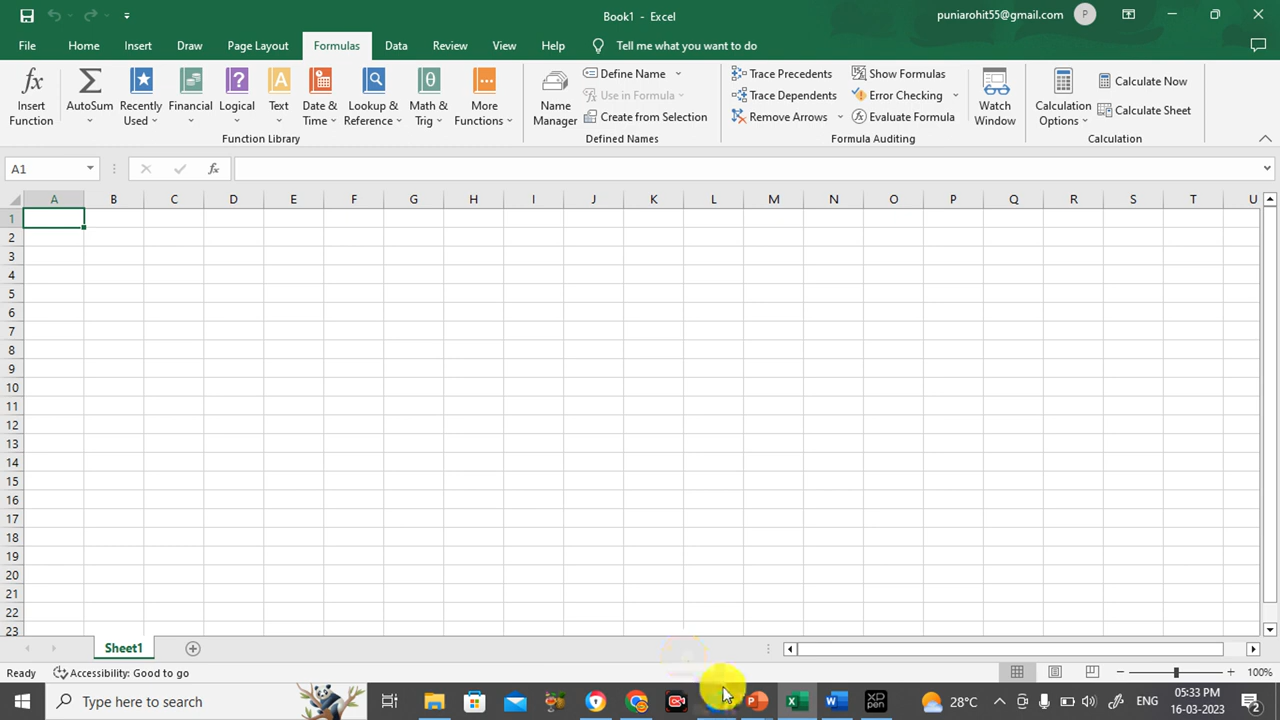 Book1 - Excel
puniarohit55@gmail.com P
File Home Insert Draw Page Layout Formulas Data Review View Help Tell me what you want to do
fx Insert Function
Σ AutoSum
Recently Used
Financial
? Logical
A Text
Date & Time
Lookup & Reference
θ Math & Trig
More Functions
Function Library
Name Manager
Define Name
Use in Formula
Create from Selection
Defined Names
Trace Precedents
Trace Dependents
Remove Arrows
Show Formulas
Error Checking
Evaluate Formula
Formula Auditing
Watch Window
Calculation Options
Calculate Now
Calculate Sheet
Calculation
A1 fx
A B C D E F G H I J K L M N O P Q R S T U
1
2
3
4
5
6
7
8
9
10
11
12
13
14
15
16
17
18
19
20
21
22
23
Sheet1
Ready Accessibility: Good to go 100%
Type here to search
28°C ENG
05:33 PM
16-03-2023
2